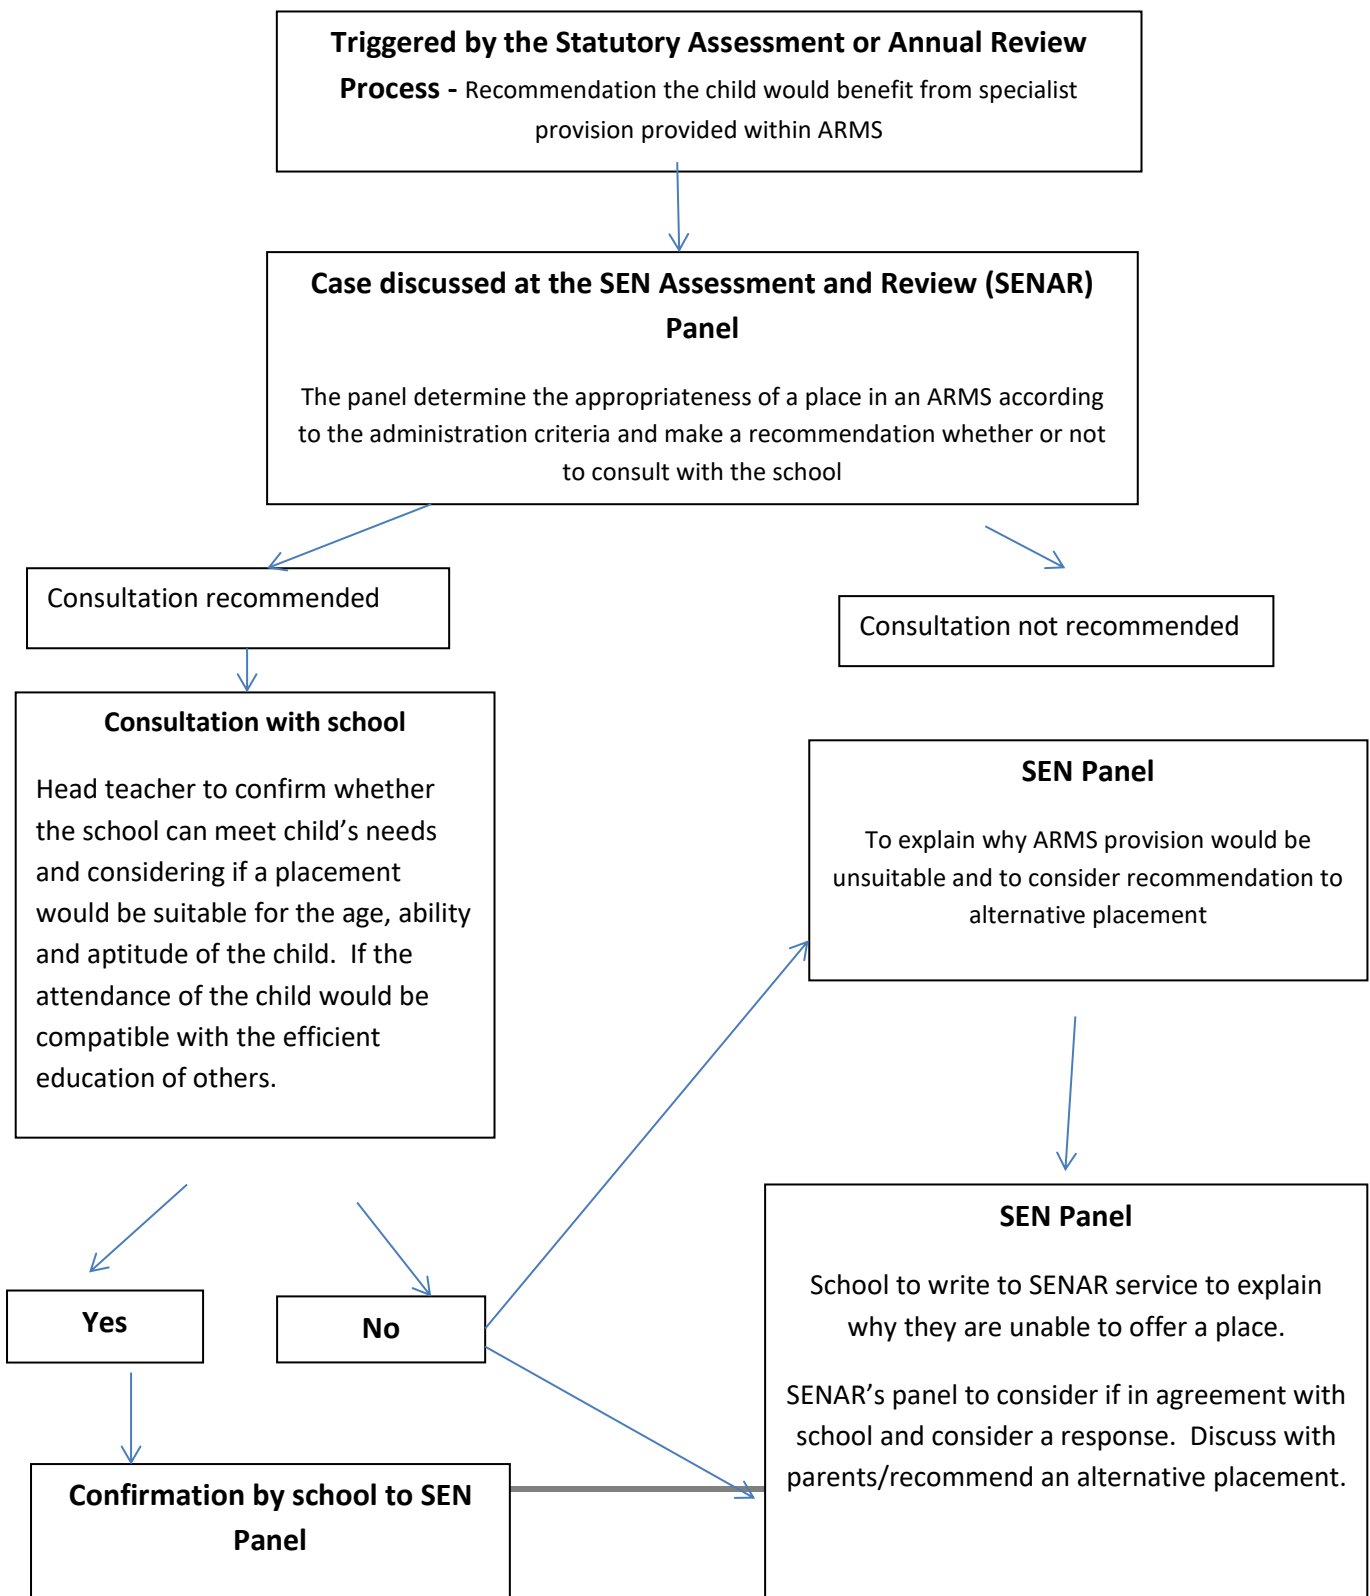 Triggered by the Statutory Assessment or Annual Review
Process - Recommendation the child would benefit from specialist
provision provided within ARMS
Case discussed at the SEN Assessment and Review (SENAR)
Panel
The panel determine the appropriateness of a place in an ARMS according
to the administration criteria and make a recommendation whether or not
to consult with the school
Consultation recommended
Consultation not recommended
Consultation with school
Head teacher to confirm whether
the school can meet child's needs
and considering if a placement
would be suitable for the age, ability
and aptitude of the child.  If the
attendance of the child would be
compatible with the efficient
education of others.
SEN Panel
To explain why ARMS provision would be
unsuitable and to consider recommendation to
alternative placement
Yes
No
SEN Panel
School to write to SENAR service to explain
why they are unable to offer a place.
SENAR's panel to consider if in agreement with
school and consider a response.  Discuss with
parents/recommend an alternative placement.
Confirmation by school to SEN
Panel